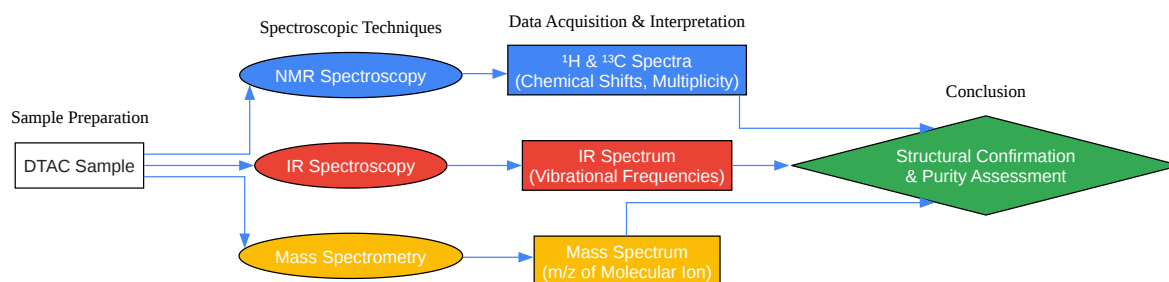 Spectroscopic Techniques
Data Acquisition & Interpretation
NMR Spectroscopy
¹H & ¹³C Spectra
(Chemical Shifts, Multiplicity)
Conclusion
Sample Preparation
DTAC Sample
IR Spectroscopy
IR Spectrum
(Vibrational Frequencies)
Structural Confirmation
& Purity Assessment
Mass Spectrometry
Mass Spectrum
(m/z of Molecular Ion)